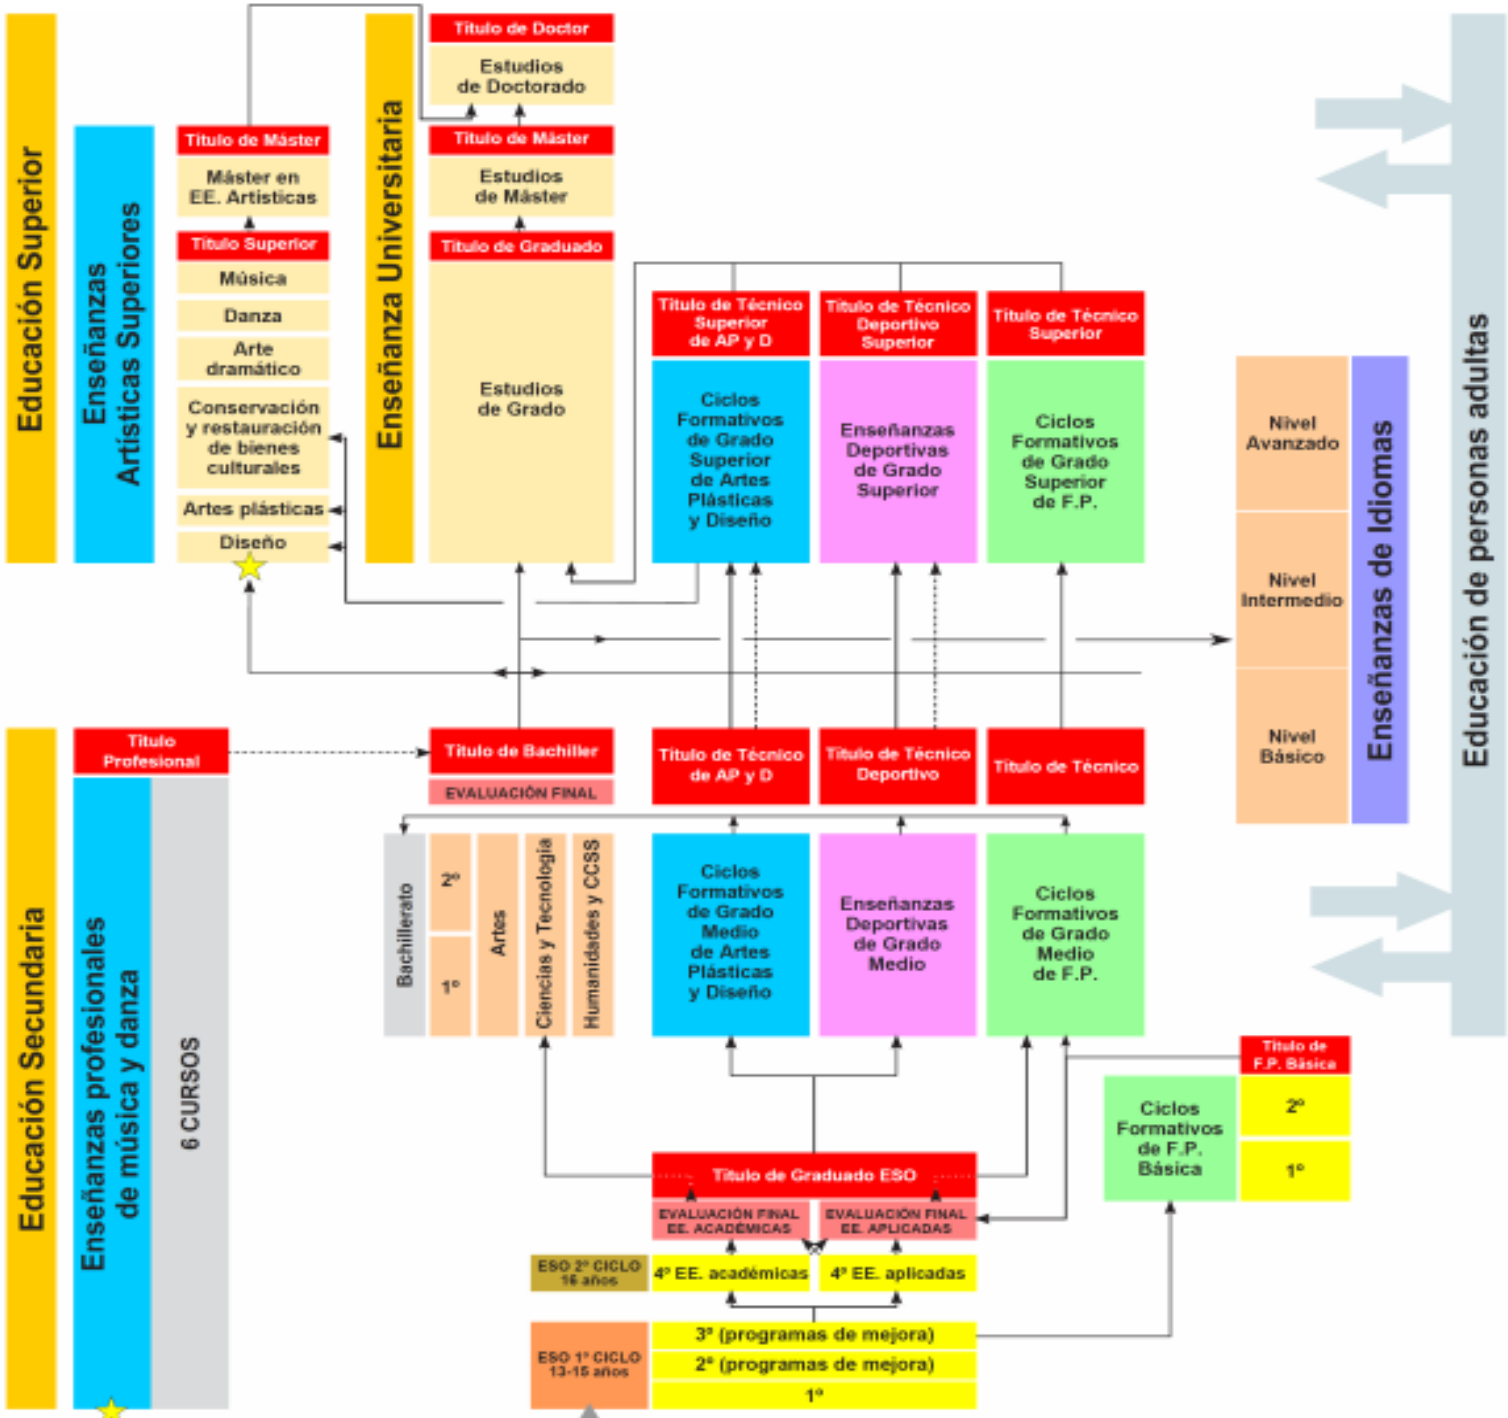 Educación Superior
Enseñanzas
Artísticas Superiores
Título de Máster
Máster en
EE. Artísticas
Título Superior
Música
Danza
Arte
dramático
Conservación
y restauración
de bienes
culturales
Artes plásticas
Diseño
Enseñanza Universitaria
Título de Doctor
Estudios
de Doctorado
Título de Máster
Estudios
de Máster
Título de Graduado
Estudios
de Grado
Título de Técnico
Superior
de AP y D
Ciclos
Formativos
de Grado
Superior
de Artes
Plásticas
y Diseño
Título de Técnico
Deportivo
Superior
Enseñanzas
Deportivas
de Grado
Superior
Título de Técnico
Superior
Ciclos
Formativos
de Grado
Superior
de F.P.
Nivel
Avanzado
Nivel
Intermedio
Nivel
Básico
Enseñanzas de Idiomas
Educación de personas adultas
Educación Secundaria
Título
Profesional
Enseñanzas profesionales
de música y danza
6 CURSOS
Título de Bachiller
EVALUACIÓN FINAL
Bachillerato
2º
1º
Artes
Ciencias y Tecnología
Humanidades y CCSS
Título de Técnico
de AP y D
Ciclos
Formativos
de Grado
Medio
de Artes
Plásticas
y Diseño
Título de Técnico
Deportivo
Enseñanzas
Deportivas
de Grado
Medio
Título de Técnico
Ciclos
Formativos
de Grado
Medio
de F.P.
Título de
F.P. Básica
Ciclos
Formativos
de F.P.
Básica
2º
1º
Título de Graduado ESO
EVALUACIÓN FINAL
EE. ACADÉMICAS
EVALUACIÓN FINAL
EE. APLICADAS
ESO 2º CICLO
16 años
4º EE. académicas
4º EE. aplicadas
ESO 1º CICLO
13-15 años
3º (programas de mejora)
2º (programas de mejora)
1º